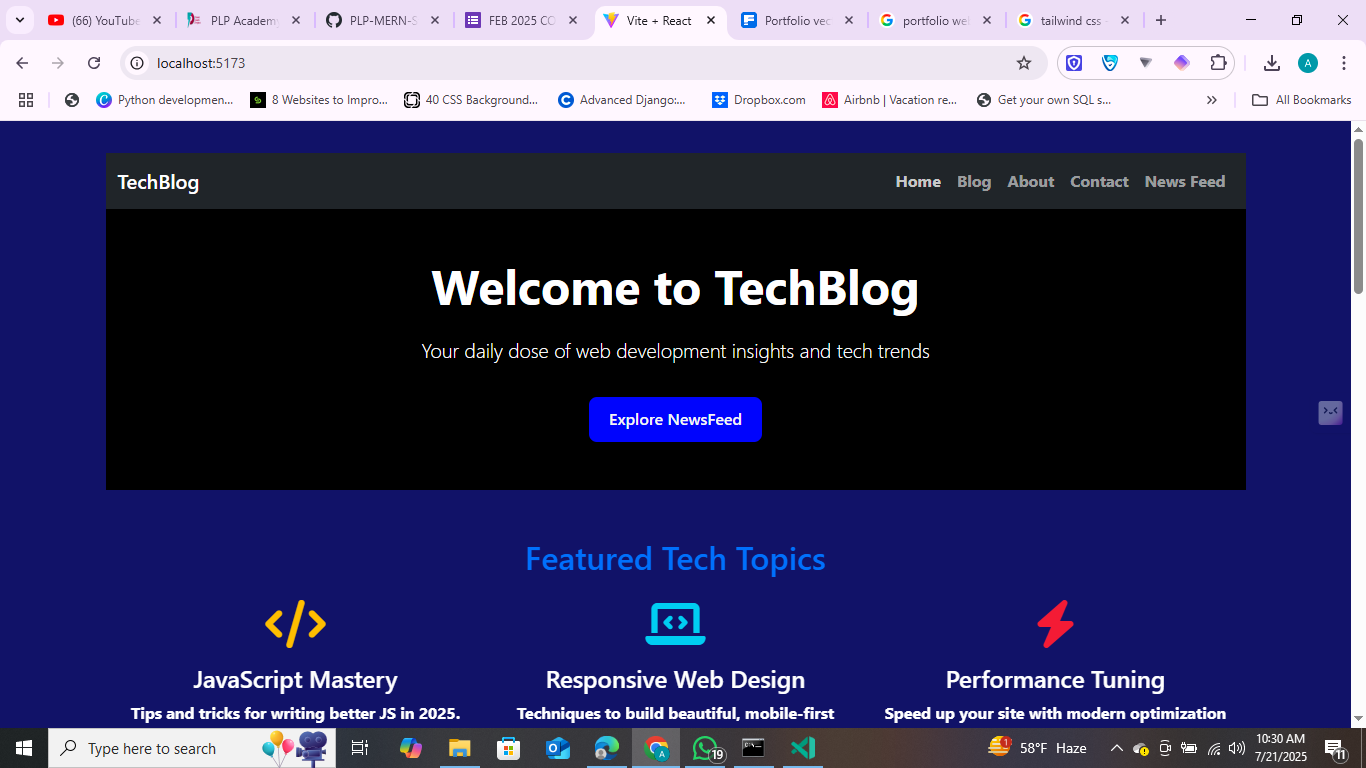 (66) YouTube
PLP Academ
PLP-MERN-S
FEB 2025 CO
Vite + React
Portfolio vec
portfolio we
tailwind css
localhost:5173
A
Python developmen...
8 Websites to Impro...
40 CSS Background...
Advanced Django:...
Dropbox.com
Airbnb | Vacation re...
Get your own SQL s...
All Bookmarks
TechBlog
Home
Blog
About
Contact
News Feed
Welcome to TechBlog
Your daily dose of web development insights and tech trends
Explore NewsFeed
Featured Tech Topics
JavaScript Mastery
Responsive Web Design
Performance Tuning
Tips and tricks for writing better JS in 2025.
Techniques to build beautiful, mobile-first
Speed up your site with modern optimization
Type here to search
A
19
1
58°F Haze
10:30 AM
7/21/2025
11